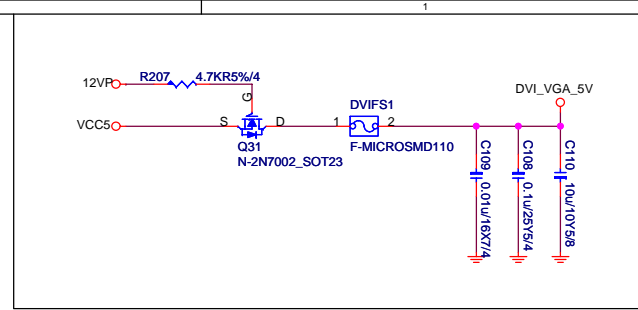 1
12VP
R207
4.7KR5%/4
G
VCC5
S
D
Q31
N-2N7002_SOT23
DVIFS1
1
2
F-MICROSMD110
DVI_VGA_5V
C109
0.01u/16X7/4
C108
0.1u/25Y5/4
C110
10u/10Y5/8